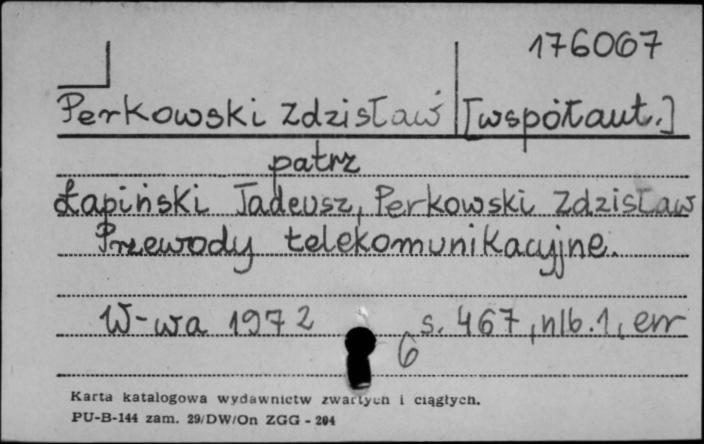 176067
Perkowski Zdzisław [współaut.]
patrz
Łapiński Tadeusz, Perkowski Zdzisław
Przewody telekomunikacyjne.
W-wa 1972 s. 467, nlb. 1, err
6
Karta katalogowa wydawnictw zwartych i ciągłych.
PU-B-144 zam. 29/DW/On ZGG - 204